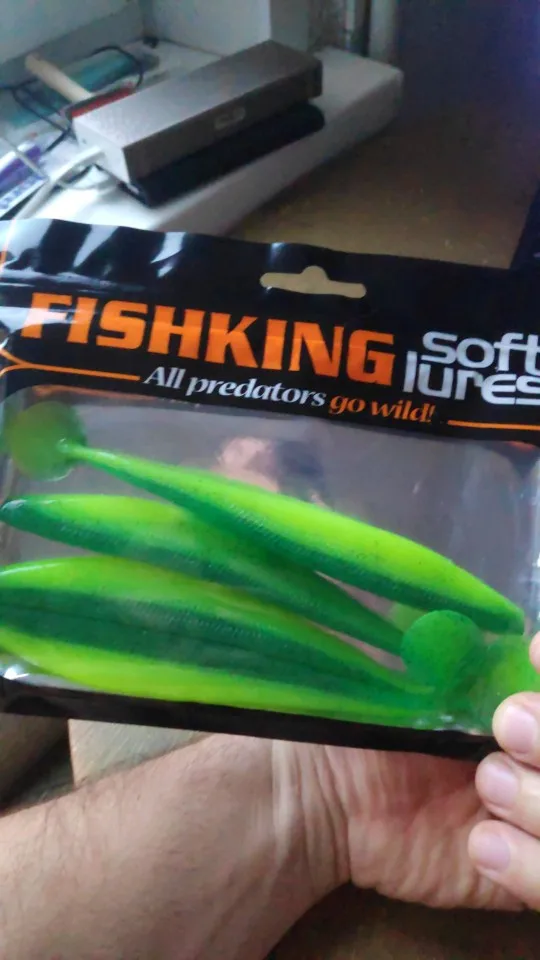 FISHKING
soft
lures
All predators go wild!